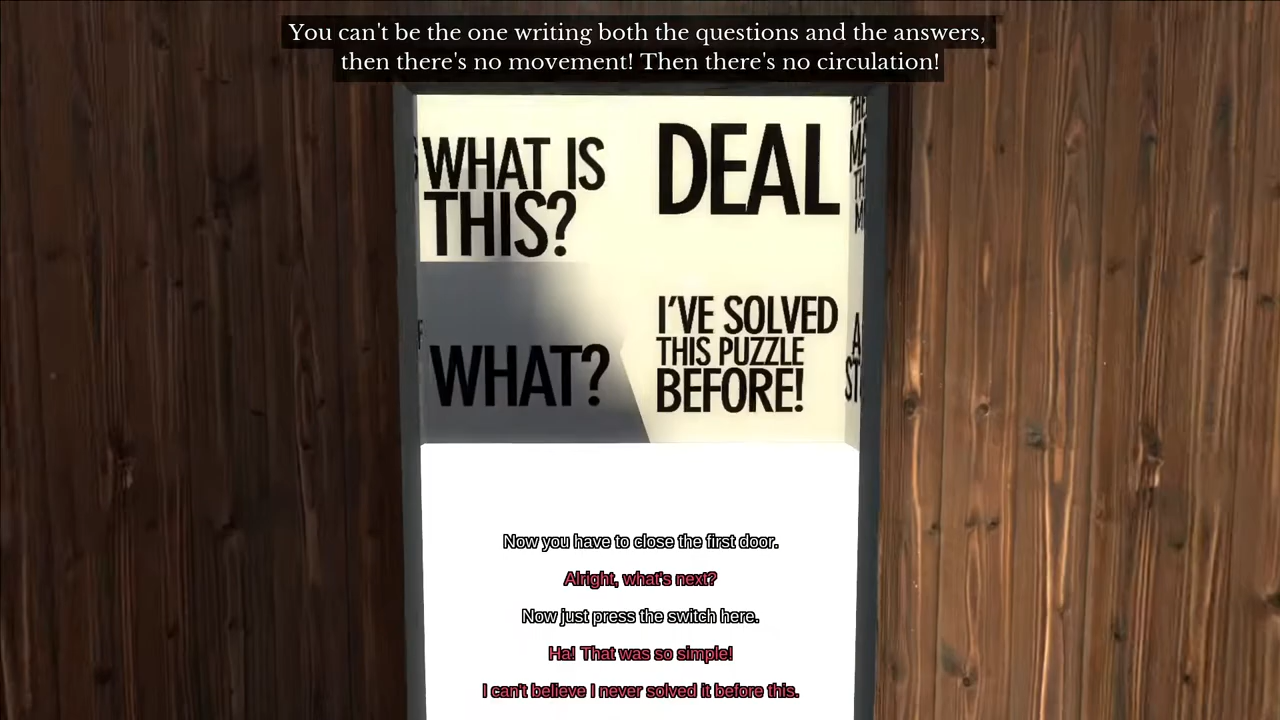 You can't be the one writing both the questions and the answers,
then there's no movement! Then there's no circulation!
WHAT IS
THIS?
DEAL
WHAT?
I'VE SOLVED
THIS PUZZLE
BEFORE!
Now you have to close the first door.
Alright, what's next?
Now just press the switch here.
Ha! That was so simple!
I can't believe I never solved it before this.